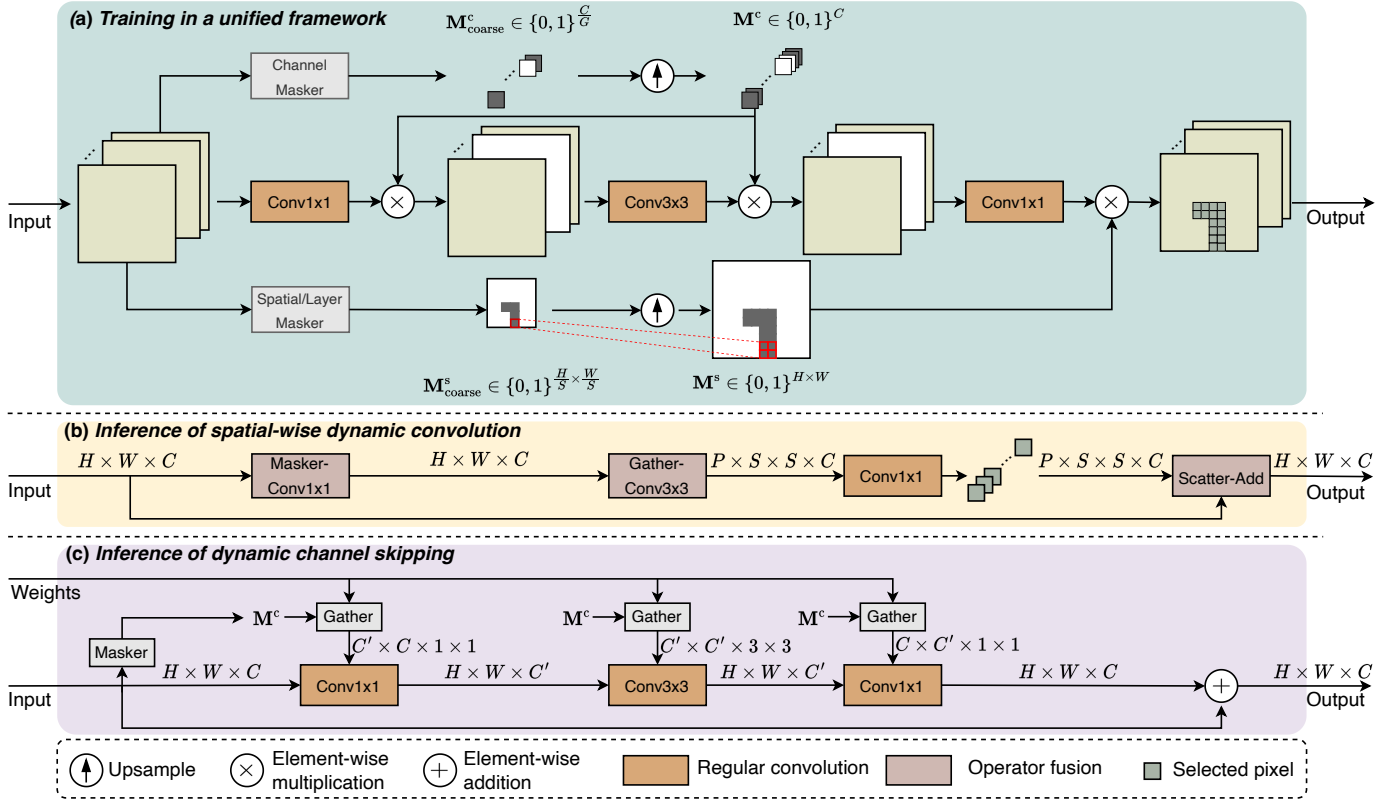 (a) Training in a unified framework
M^c_coarse ∈ {0, 1}^{C/G}
M^c ∈ {0, 1}^C
Channel
Masker
Input
Conv1x1
Conv3x3
Conv1x1
Output
Spatial/Layer
Masker
M^s_coarse ∈ {0, 1}^{H/S × W/S}
M^s ∈ {0, 1}^{H×W}
(b) Inference of spatial-wise dynamic convolution
H × W × C
H × W × C
P × S × S × C
P × S × S × C
H × W × C
Input
Masker-
Conv1x1
Gather-
Conv3x3
Conv1x1
Scatter-Add
Output
(c) Inference of dynamic channel skipping
Weights
M^c
Gather
M^c
Gather
M^c
Gather
Masker
C′ × C × 1 × 1
C′ × C′ × 3 × 3
C × C′ × 1 × 1
H × W × C
H × W × C′
H × W × C′
H × W × C
H × W × C
Input
Conv1x1
Conv3x3
Conv1x1
Output
Upsample
Element-wise
multiplication
Element-wise
addition
Regular convolution
Operator fusion
Selected pixel